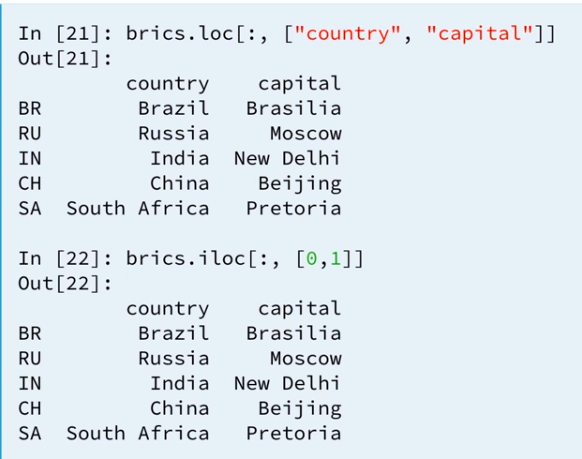 In [21]: brics.loc[:, ["country", "capital"]]
Out[21]:
         country    capital
BR        Brazil   Brasilia
RU        Russia     Moscow
IN         India  New Delhi
CH         China    Beijing
SA  South Africa   Pretoria
In [22]: brics.iloc[:, [0,1]]
Out[22]:
         country    capital
BR        Brazil   Brasilia
RU        Russia     Moscow
IN         India  New Delhi
CH         China    Beijing
SA  South Africa   Pretoria